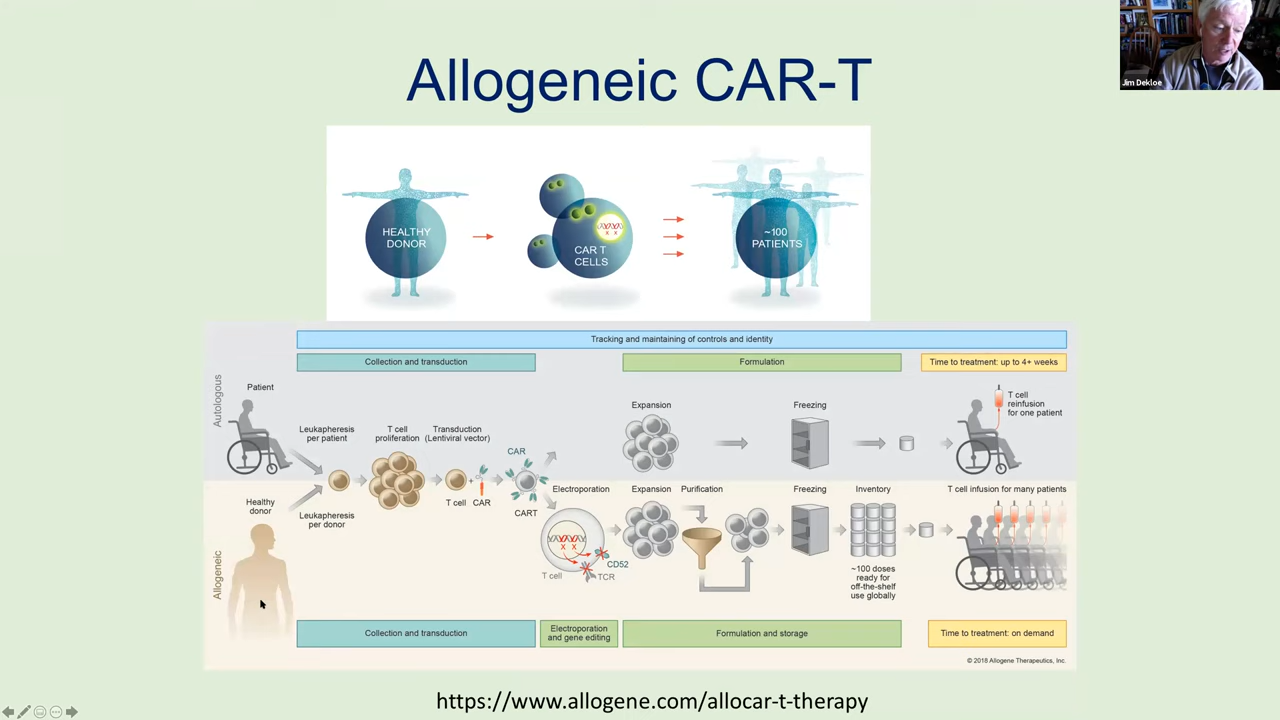 Allogeneic CAR-T
Jim Dekloe
HEALTHY
DONOR
CAR T
CELLS
~100
PATIENTS
Tracking and maintaining of controls and identity
Collection and transduction
Formulation
Time to treatment: up to 4+ weeks
Autologous
Patient
Leukapheresis
per patient
T cell
proliferation
Transduction
(Lentiviral vector)
CAR
T cell
CAR
CART
Expansion
Freezing
T cell
reinfusion
for one patient
Allogeneic
Healthy
donor
Leukapheresis
per donor
Electroporation
T cell
CD52
TCR
Expansion
Purification
Freezing
Inventory
~100 doses
ready for
off-the-shelf
use globally
T cell infusion for many patients
Collection and transduction
Electroporation
and gene editing
Formulation and storage
Time to treatment: on demand
© 2018 Allogene Therapeutics, Inc.
https://www.allogene.com/allocar-t-therapy